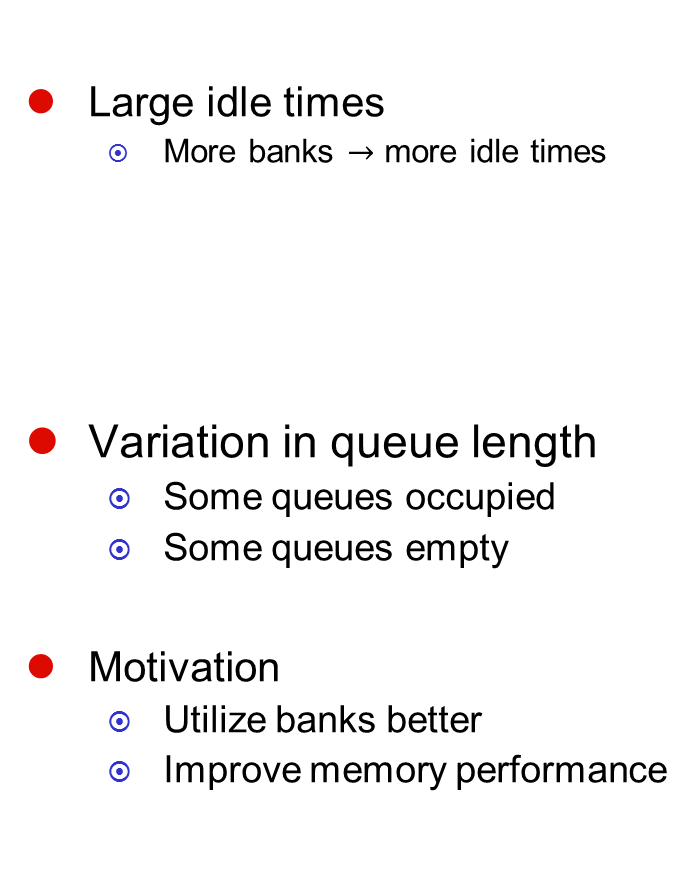 Large idle times
More banks → more idle times
Variation in queue length
Some queues occupied
Some queues empty
Motivation
Utilize banks better
Improve memory performance